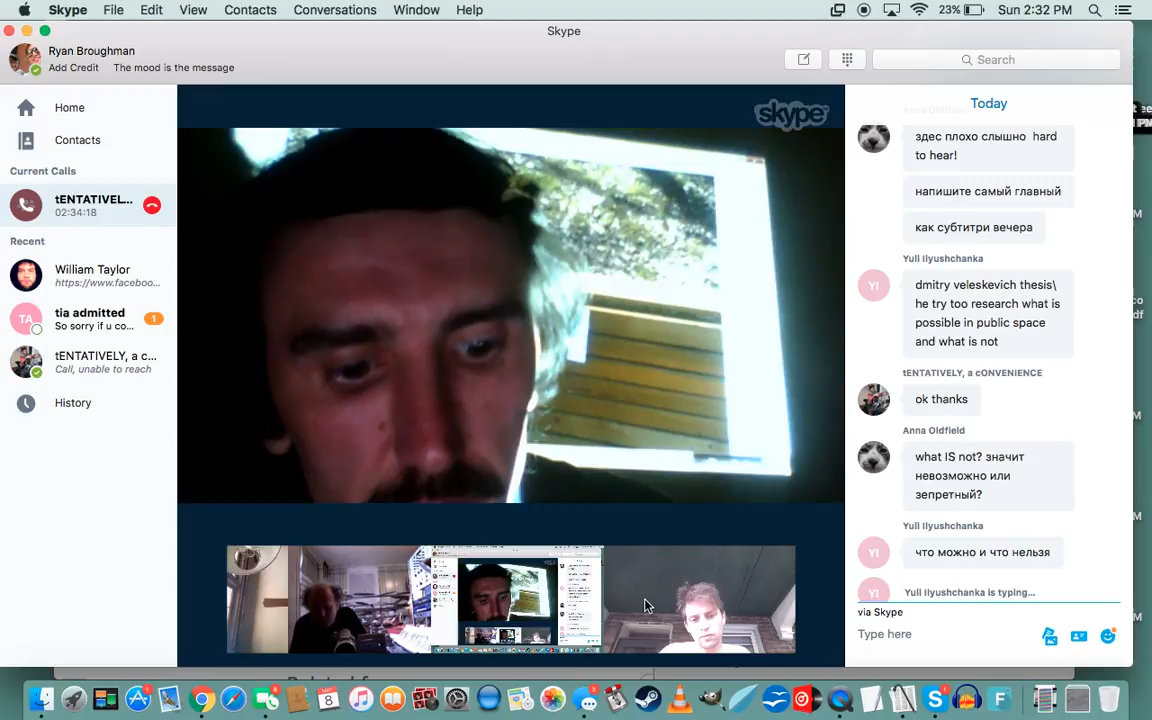 Skype File Edit View Contacts Conversations Window Help 23% Sun 2:32 PM
Skype
Ryan Broughman
Add Credit The mood is the message
Search
Home
Contacts
Current Calls
tENTATIVEL...
02:34:18
Recent
William Taylor
https://www.faceboo...
tia admitted
So sorry if u co...
1
TA
tENTATIVELY, a c...
Call, unable to reach
History
skype
Today
здес плохо слышно hard
to hear!
напишите самый главный
как субтитри вечера
Yuli Ilyushchanka
YI
dmitry veleskevich thesis\
he try too research what is
possible in public space
and what is not
tENTATIVELY, a cONVENIENCE
ok thanks
Anna Oldfield
what IS not? значит
невозможно или
зепретный?
Yuli Ilyushchanka
YI
что можно и что нельзя
YI
Yuli Ilyushchanka is typing...
via Skype
Type here